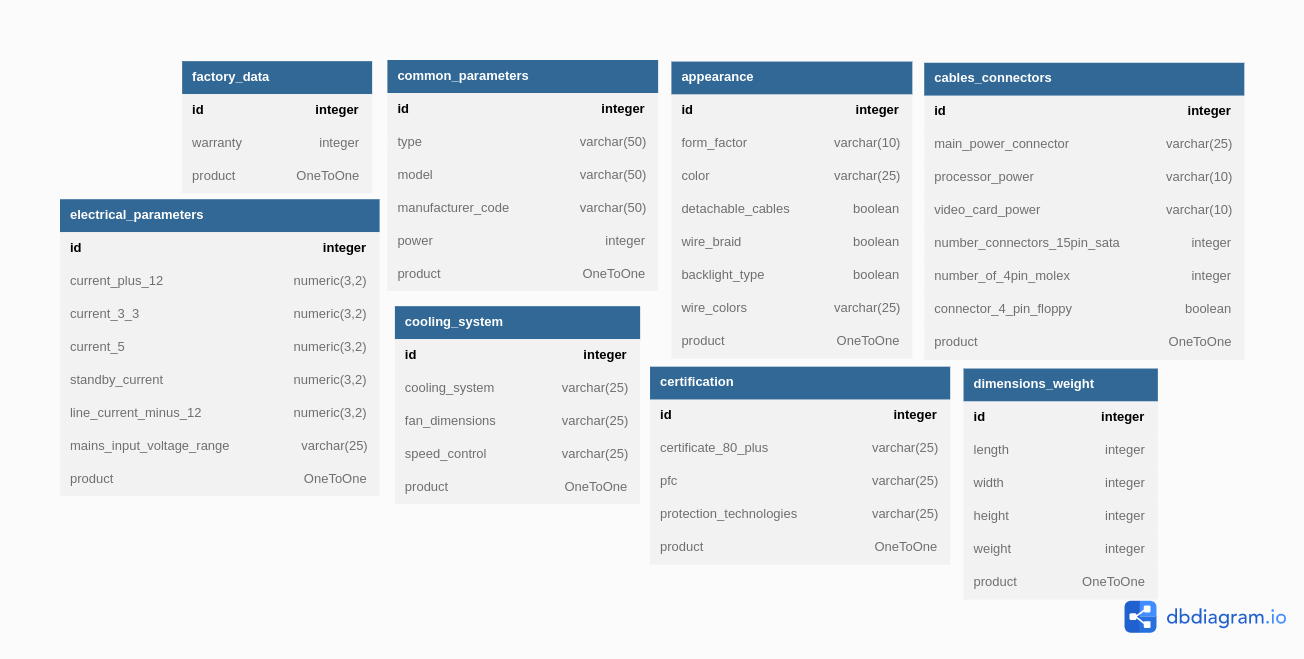 factory_data
id integer
warranty integer
product OneToOne
common_parameters
id integer
type varchar(50)
model varchar(50)
manufacturer_code varchar(50)
power integer
product OneToOne
appearance
id integer
form_factor varchar(10)
color varchar(25)
detachable_cables boolean
wire_braid boolean
backlight_type boolean
wire_colors varchar(25)
product OneToOne
cables_connectors
id integer
main_power_connector varchar(25)
processor_power varchar(10)
video_card_power varchar(10)
number_connectors_15pin_sata integer
number_of_4pin_molex integer
connector_4_pin_floppy boolean
product OneToOne
electrical_parameters
id integer
current_plus_12 numeric(3,2)
current_3_3 numeric(3,2)
current_5 numeric(3,2)
standby_current numeric(3,2)
line_current_minus_12 numeric(3,2)
mains_input_voltage_range varchar(25)
product OneToOne
cooling_system
id integer
cooling_system varchar(25)
fan_dimensions varchar(25)
speed_control varchar(25)
product OneToOne
certification
id integer
certificate_80_plus varchar(25)
pfc varchar(25)
protection_technologies varchar(25)
product OneToOne
dimensions_weight
id integer
length integer
width integer
height integer
weight integer
product OneToOne
dbdiagram.io